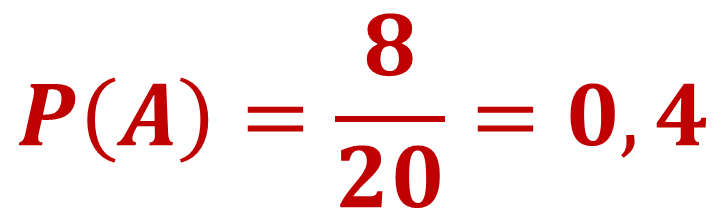 P(A) = 8/20 = 0,4